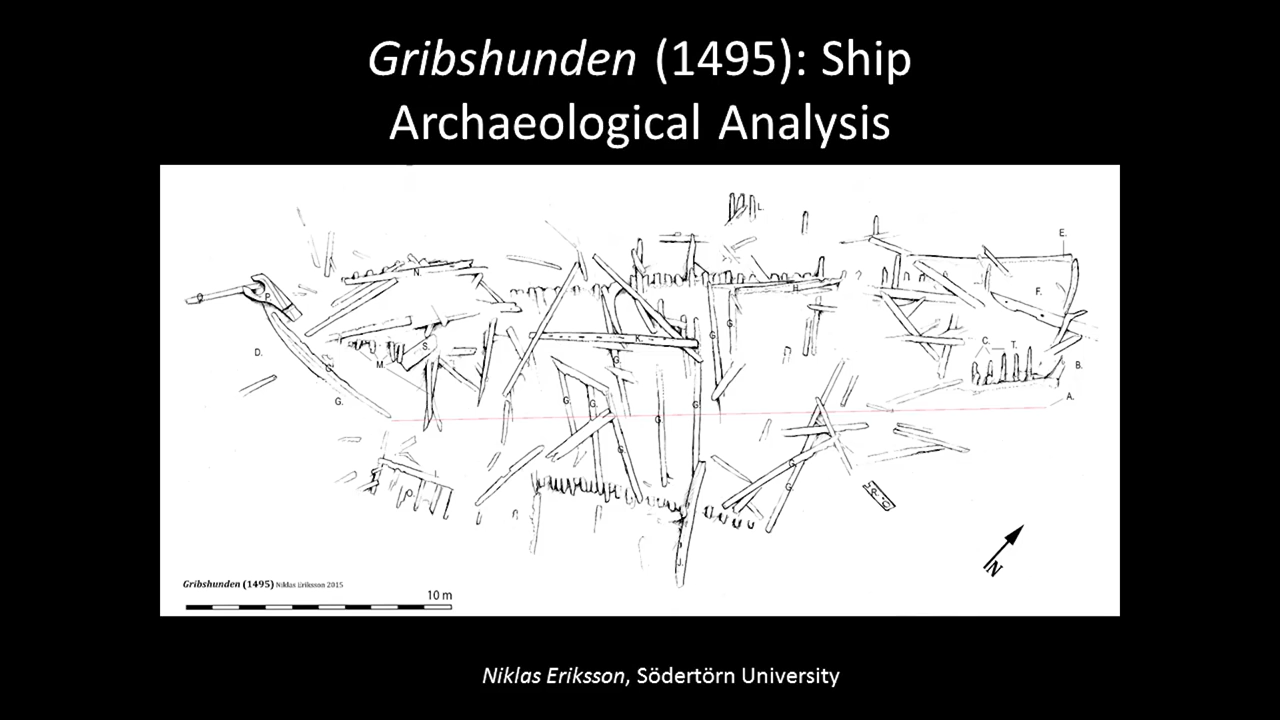 Gribshunden (1495): Ship
Archaeological Analysis
L.
E.
N
P
H
F.
G
G
K
C. T.
D.
S.
G
M.
G.
B.
G.
G.
G.
G
G
A.
G
G
G
O
J.
Gribshunden (1495) Niklas Eriksson 2015
10 m
N
Niklas Eriksson, Södertörn University